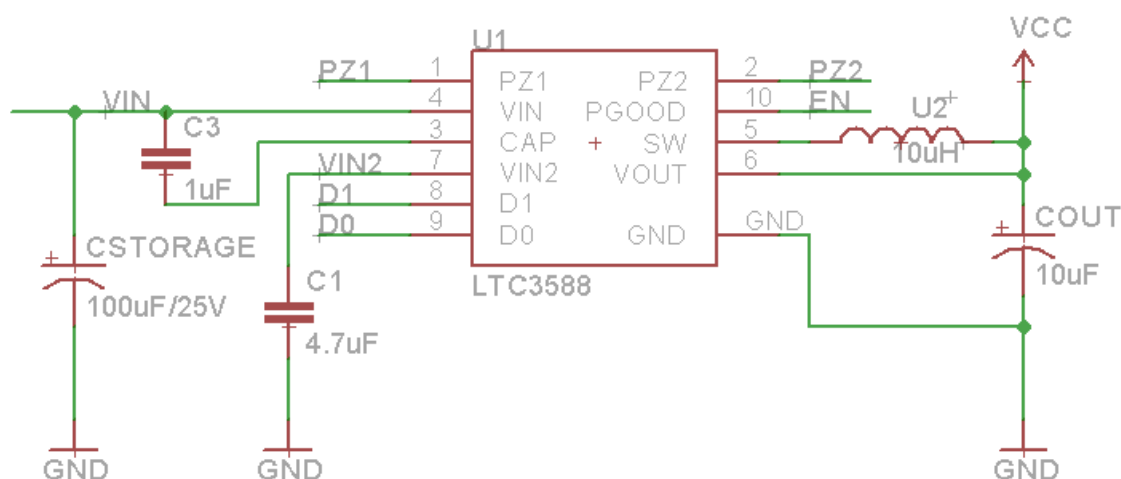 VCC
U1
PZ1 1 PZ1 PZ2 2 PZ2
VIN 4 VIN PGOOD 10 EN
U2
C3 3 CAP SW 5 10uH
1uF VIN2 7 VIN2 VOUT 6
D1 8 D1
D0 9 D0 GND GND
COUT
CSTORAGE
10uF
C1 LTC3588
100uF/25V
4.7uF
GND GND GND